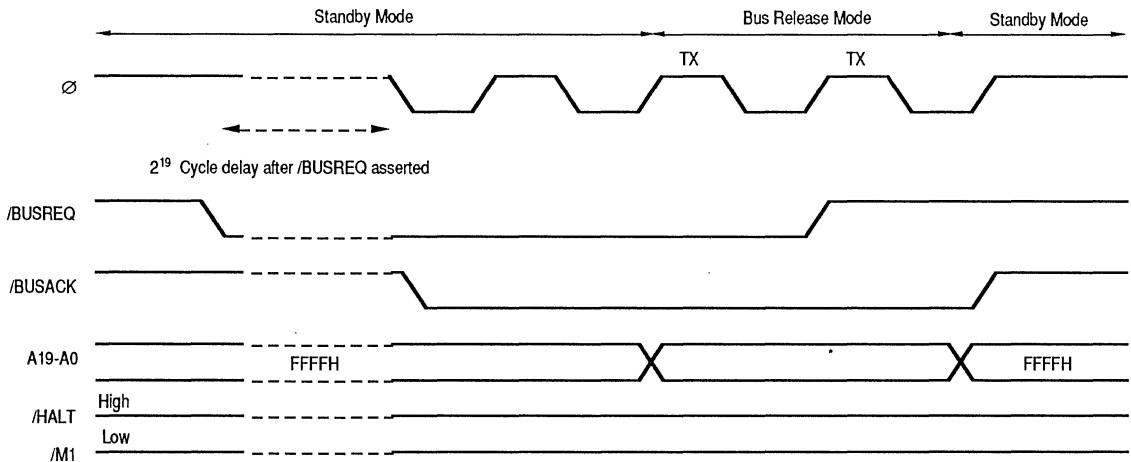 Standby Mode
Bus Release Mode
Standby Mode
TX
TX
Ø
2¹⁹ Cycle delay after /BUSREQ asserted
/BUSREQ
/BUSACK
A19-A0
FFFFH
FFFFH
High
/HALT
Low
/M1